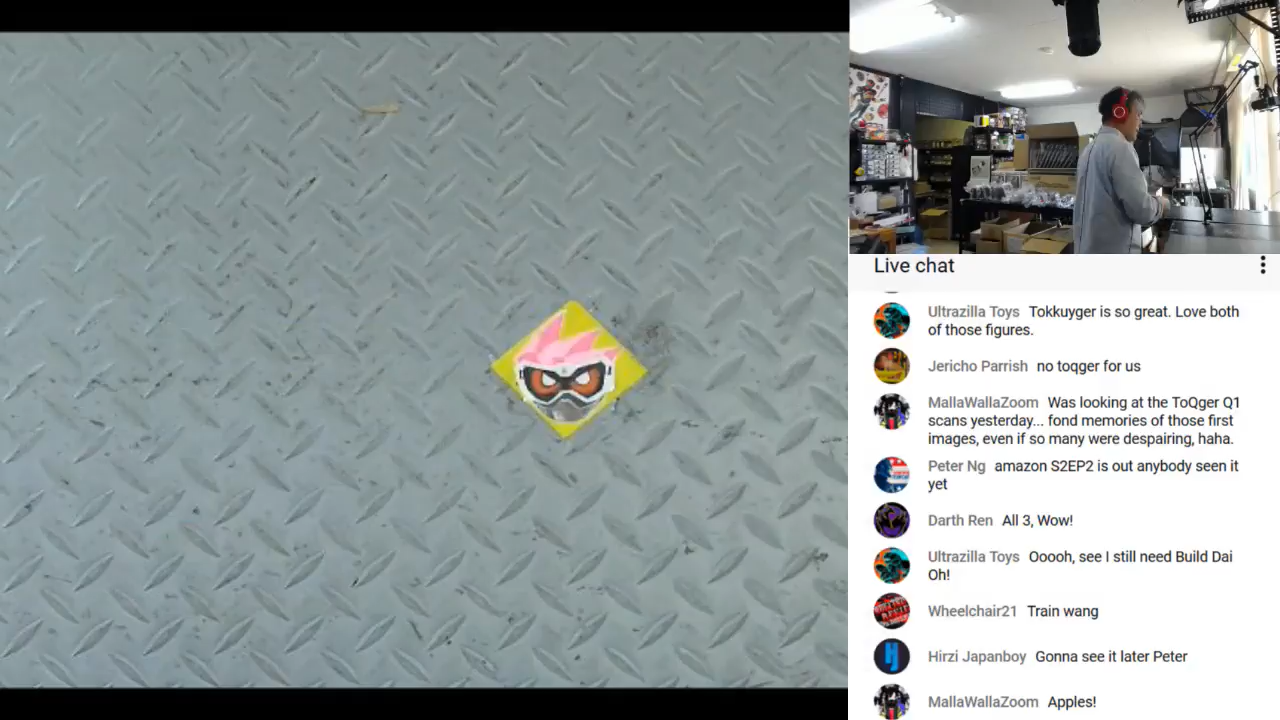 Live chat
Ultrazilla Toys Tokkuyger is so great. Love both
of those figures.
Jericho Parrish no toqger for us
MallaWallaZoom Was looking at the ToQger Q1
scans yesterday... fond memories of those first
images, even if so many were despairing, haha.
Peter Ng amazon S2EP2 is out anybody seen it
yet
Darth Ren All 3, Wow!
Ultrazilla Toys Ooooh, see I still need Build Dai
Oh!
Wheelchair21 Train wang
Hirzi Japanboy Gonna see it later Peter
MallaWallaZoom Apples!